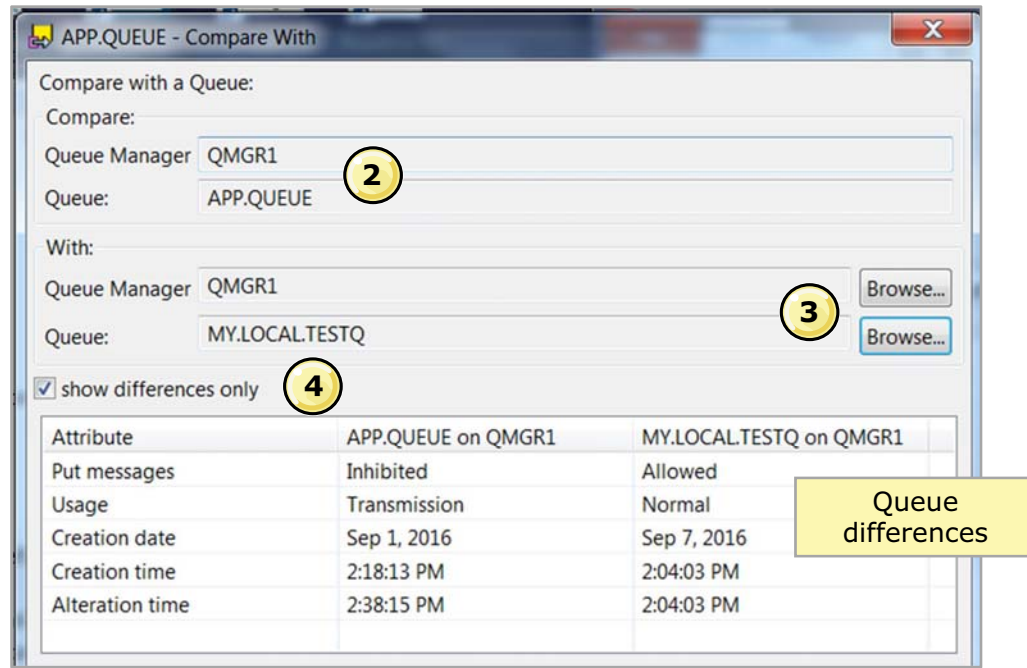 APP.QUEUE - Compare With
X
Compare with a Queue:
Compare:
Queue Manager QMGR1
2
Queue: APP.QUEUE
With:
Queue Manager QMGR1 Browse...
3
Queue: MY.LOCAL.TESTQ Browse...
show differences only 4
Attribute APP.QUEUE on QMGR1 MY.LOCAL.TESTQ on QMGR1
Put messages Inhibited Allowed
Usage Transmission Normal
Creation date Sep 1, 2016 Sep 7, 2016
Creation time 2:18:13 PM 2:04:03 PM
Alteration time 2:38:15 PM 2:04:03 PM
Queue
differences